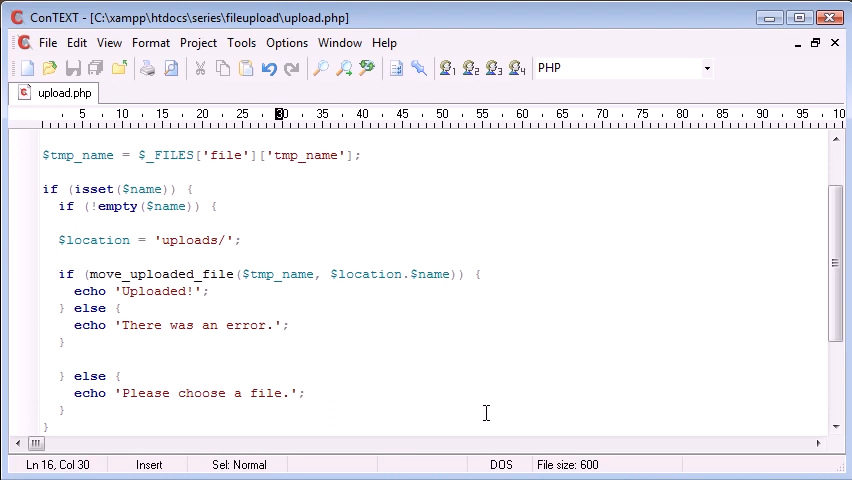 ConTEXT - [C:\xampp\htdocs\series\fileupload\upload.php]
File Edit View Format Project Tools Options Window Help
1 2 3 4 PHP
upload.php
5 10 15 20 25 30 35 40 45 50 55 60 65 70 75 80 85 90 95 10
$tmp_name = $_FILES['file']['tmp_name'];
if (isset($name)) {
if (!empty($name)) {
$location = 'uploads/';
if (move_uploaded_file($tmp_name, $location.$name)) {
echo 'Uploaded!';
} else {
echo 'There was an error.';
}
} else {
echo 'Please choose a file.';
}
}
Ln 16, Col 30 Insert Sel: Normal DOS File size: 600